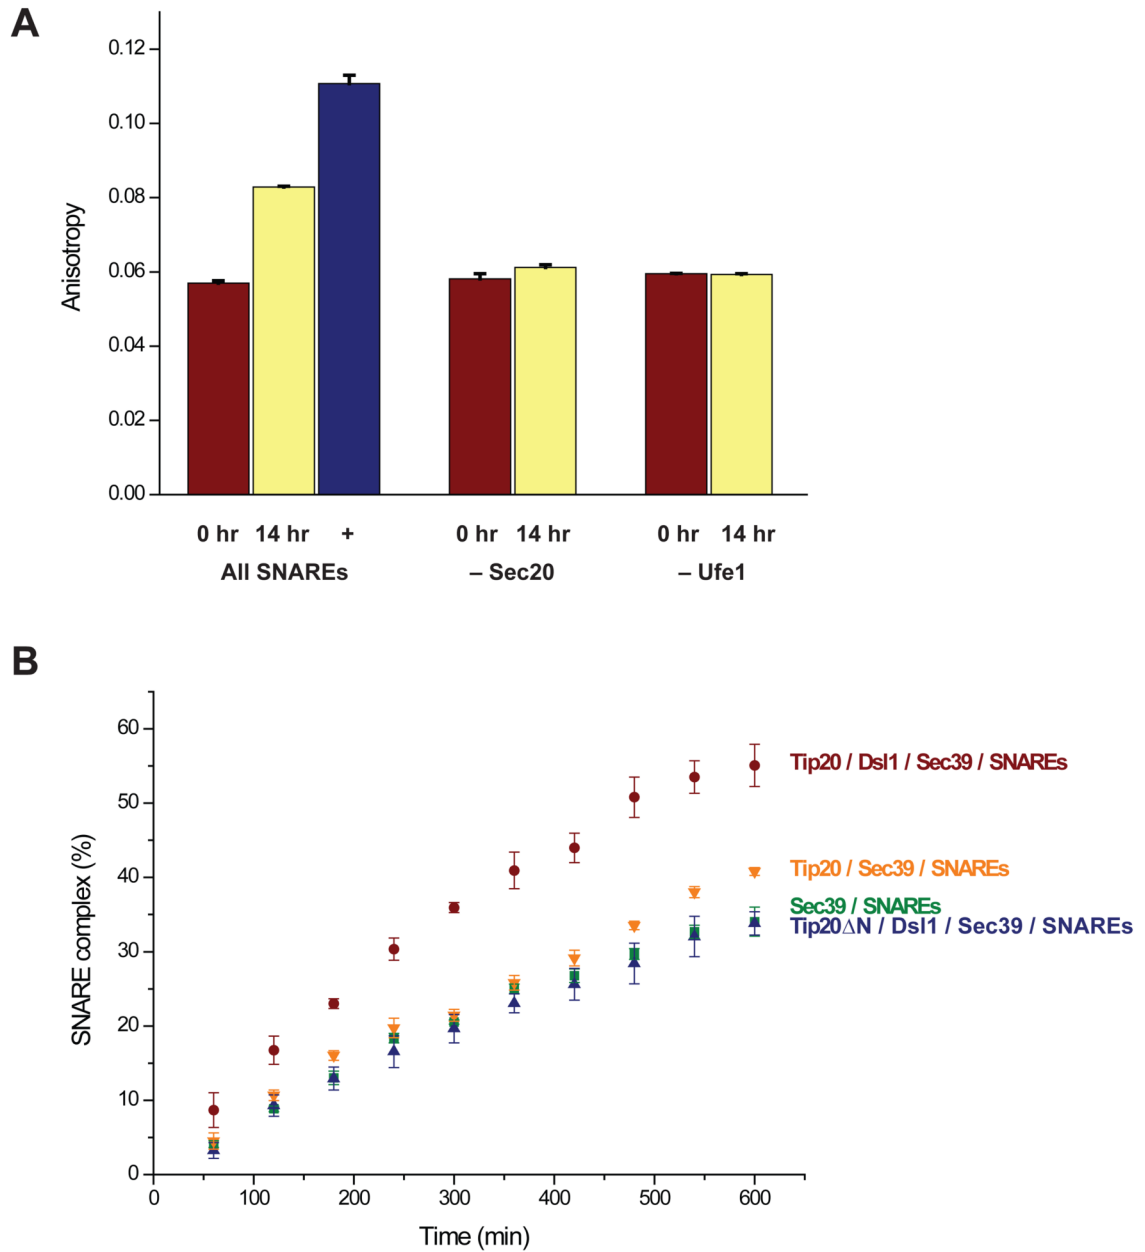 A
0.12
0.10
0.08
0.06
0.04
0.02
0.00
Anisotropy
0 hr 14 hr +
0 hr 14 hr
0 hr 14 hr
All SNAREs
– Sec20
– Ufe1
B
60
50
40
30
20
10
0
SNARE complex (%)
Tip20 / Dsl1 / Sec39 / SNAREs
Tip20 / Sec39 / SNAREs
Sec39 / SNAREs
Tip20ΔN / Dsl1 / Sec39 / SNAREs
0 100 200 300 400 500 600
Time (min)